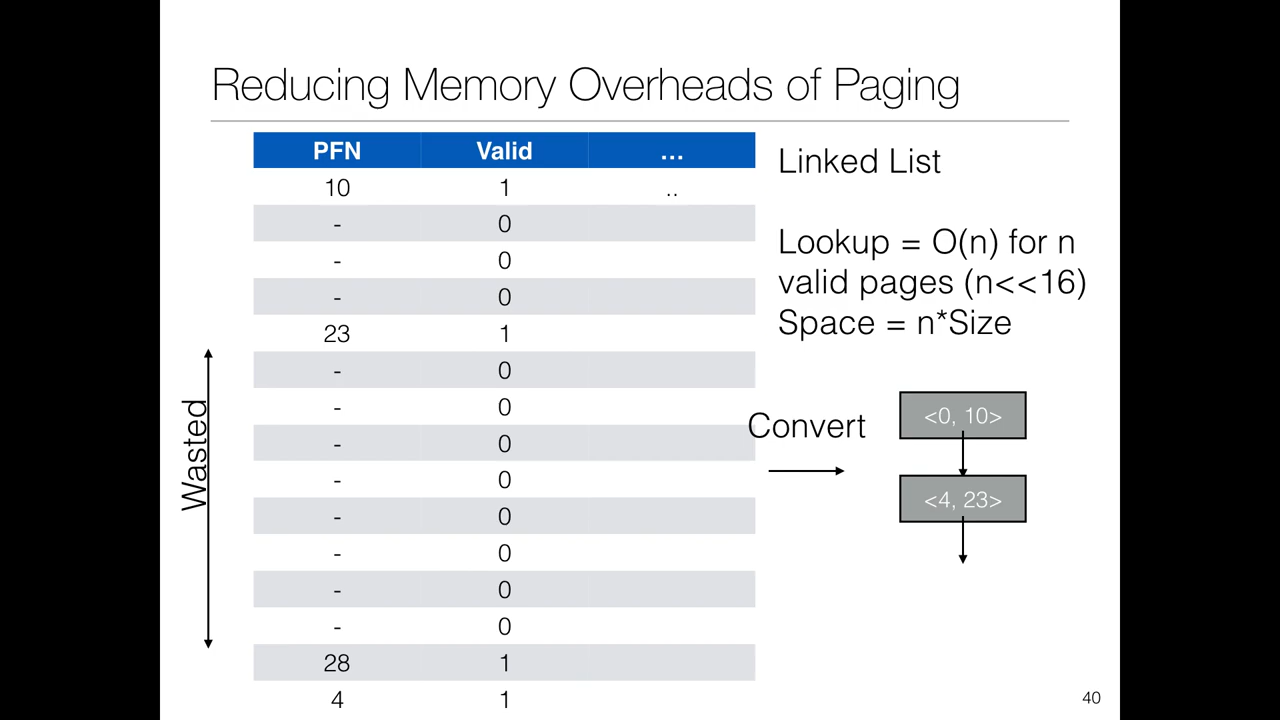 Reducing Memory Overheads of Paging
PFN Valid ...
10 1 ..
- 0
- 0
- 0
23 1
- 0
- 0
- 0
- 0
- 0
- 0
- 0
- 0
28 1
4 1
Wasted
Linked List
Lookup = O(n) for n
valid pages (n<<16)
Space = n*Size
Convert
<0, 10>
<4, 23>
40